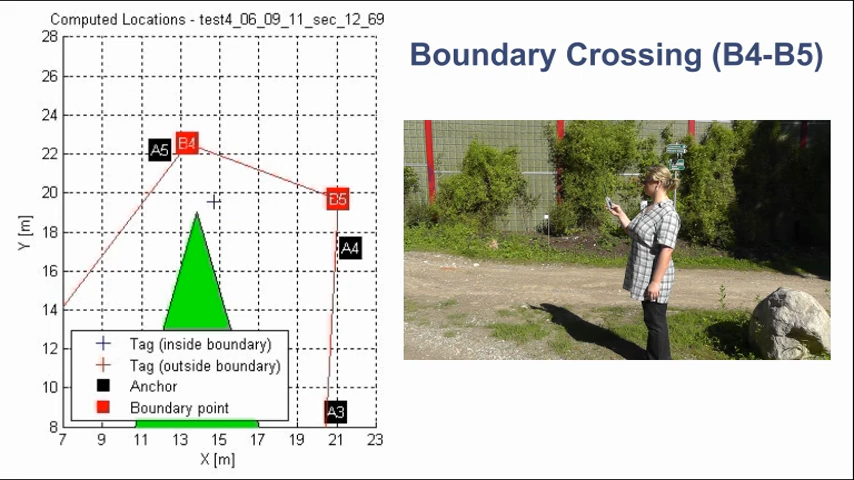 Computed Locations - test4_06_09_11_sec_12_69
Boundary Crossing (B4-B5)
28
26
24
22
20
18
16
14
12
10
8
Y [m]
A5
B4
B5
A4
A3
Tag (inside boundary)
Tag (outside boundary)
Anchor
Boundary point
7 9 11 13 15 17 19 21 23
X [m]